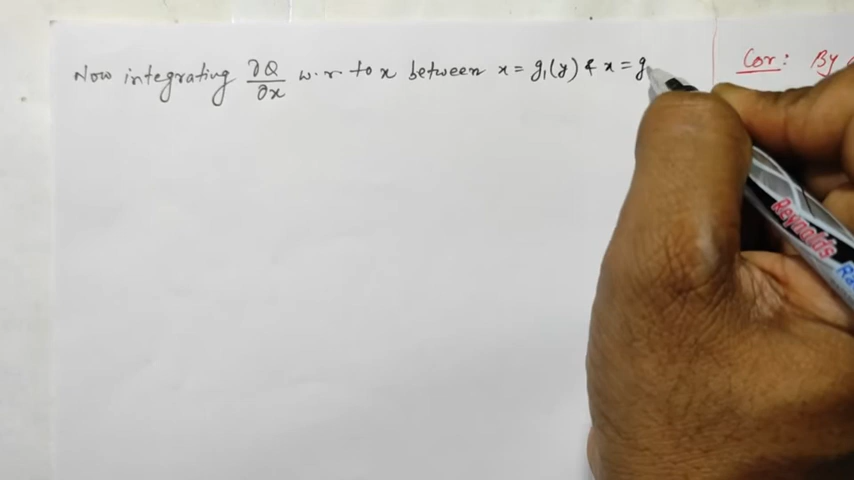 Now integrating ∂Q/∂x w.r. to x between x = g₁(y) & x = g
Cor: By
Reynolds